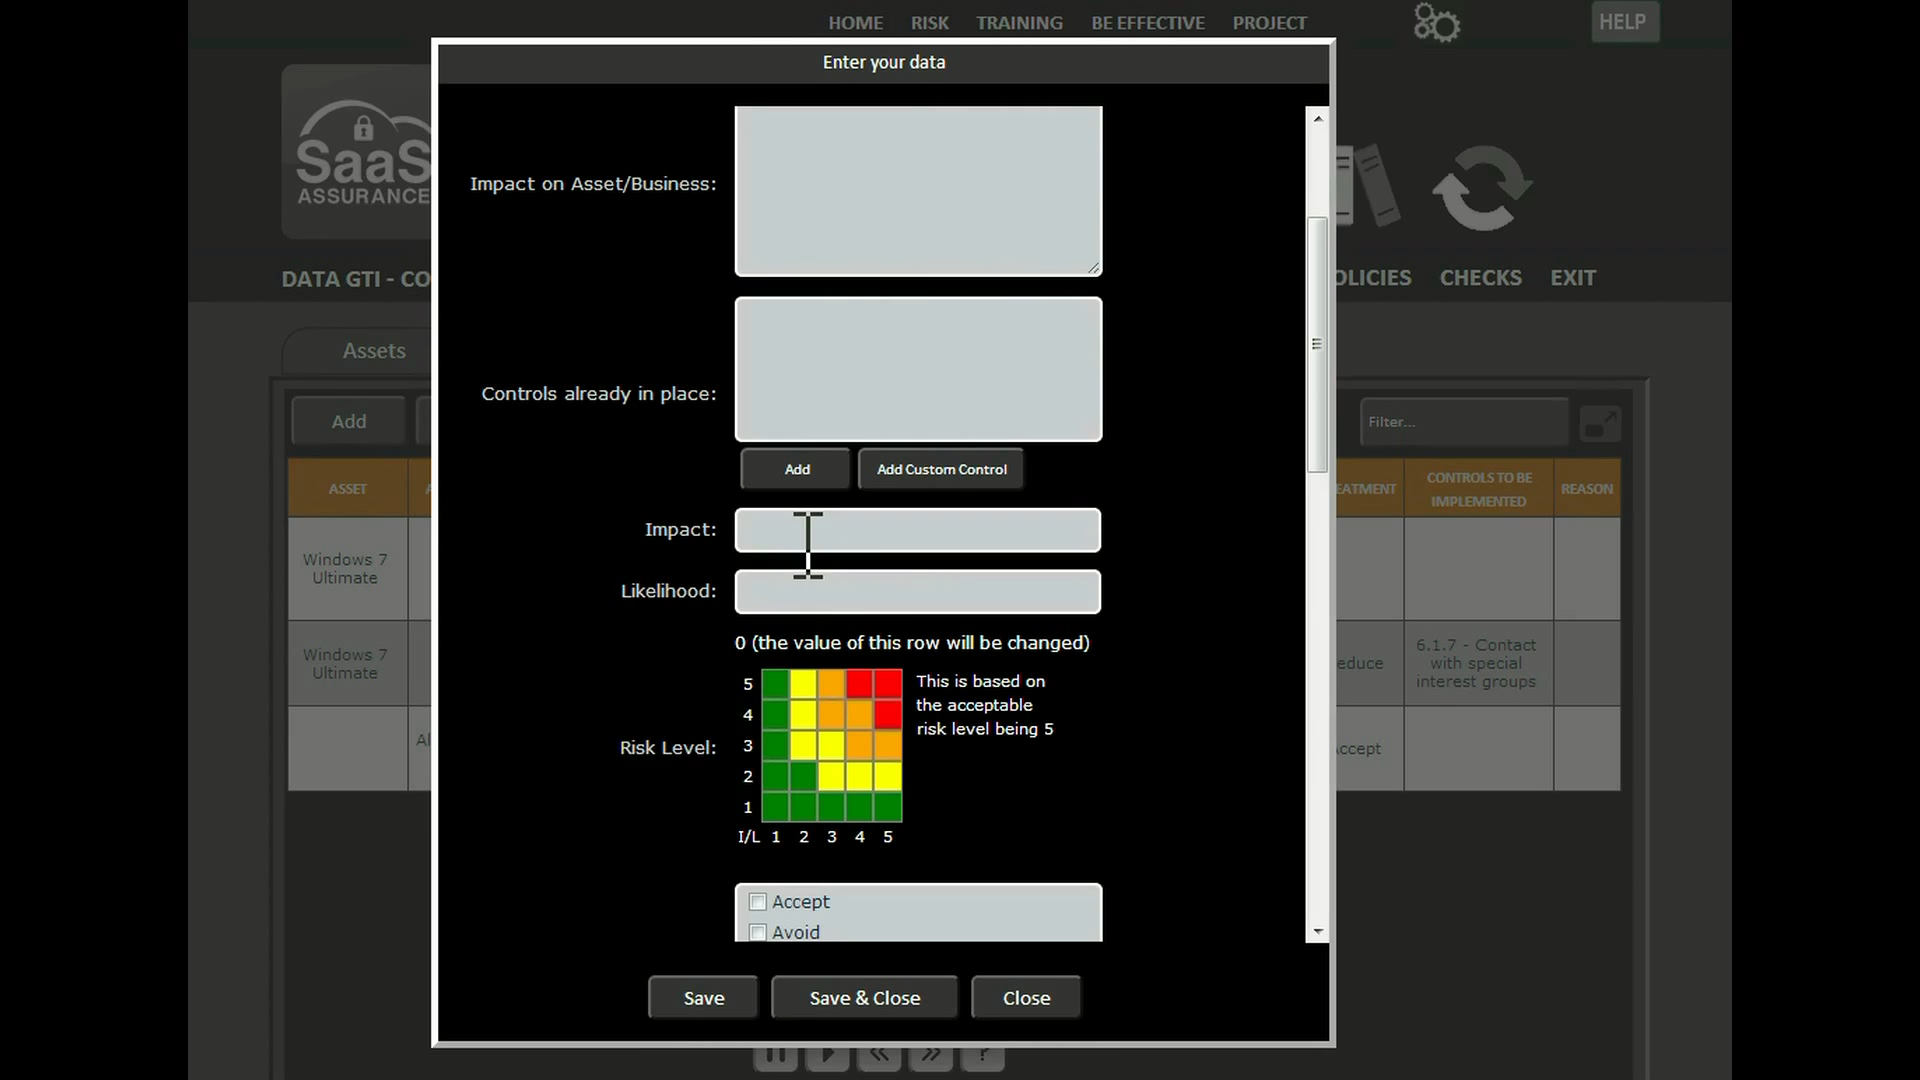 HOME RISK TRAINING BE EFFECTIVE PROJECT HELP
Enter your data
SaaS
ASSURANCE
Impact on Asset/Business:
DATA GTI - CO
OLICIES CHECKS EXIT
Assets
Controls already in place:
Add
Filter...
Add Add Custom Control
ASSET
A
EATMENT
CONTROLS TO BE
IMPLEMENTED
REASON
Impact:
Windows 7
Ultimate
Likelihood:
0 (the value of this row will be changed)
Windows 7
Ultimate
educe
6.1.7 - Contact
with special
interest groups
Risk Level:
5
4
3
2
1
I/L 1 2 3 4 5
This is based on
the acceptable
risk level being 5
Al
Accept
Accept
Avoid
Save Save & Close Close
?